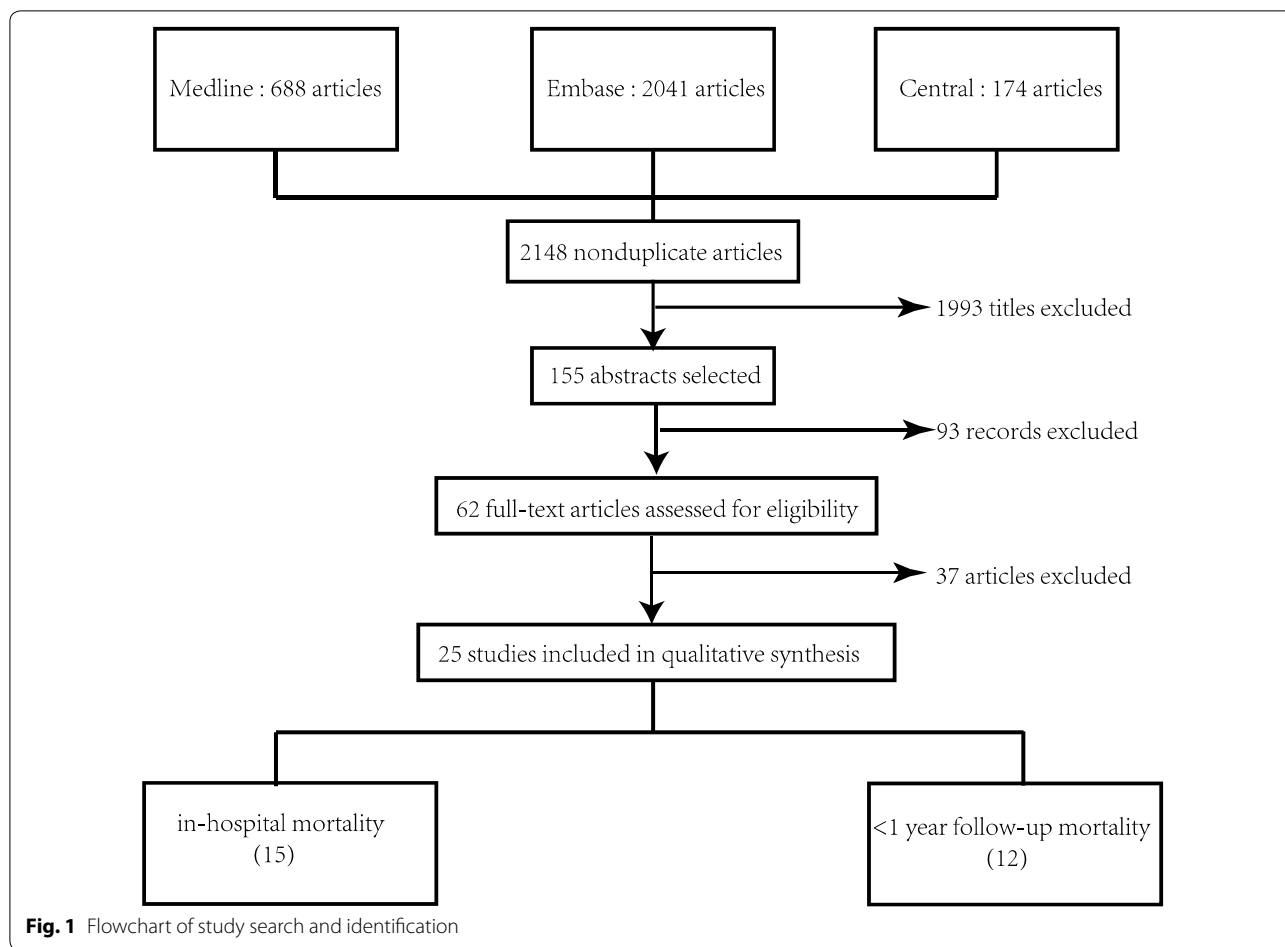 Medline : 688 articles
Embase : 2041 articles
Central : 174 articles
2148 nonduplicate articles
1993 titles excluded
155 abstracts selected
93 records excluded
62 full-text articles assessed for eligibility
37 articles excluded
25 studies included in qualitative synthesis
in-hospital mortality
(15)
<1 year follow-up mortality
(12)
Fig. 1 Flowchart of study search and identification